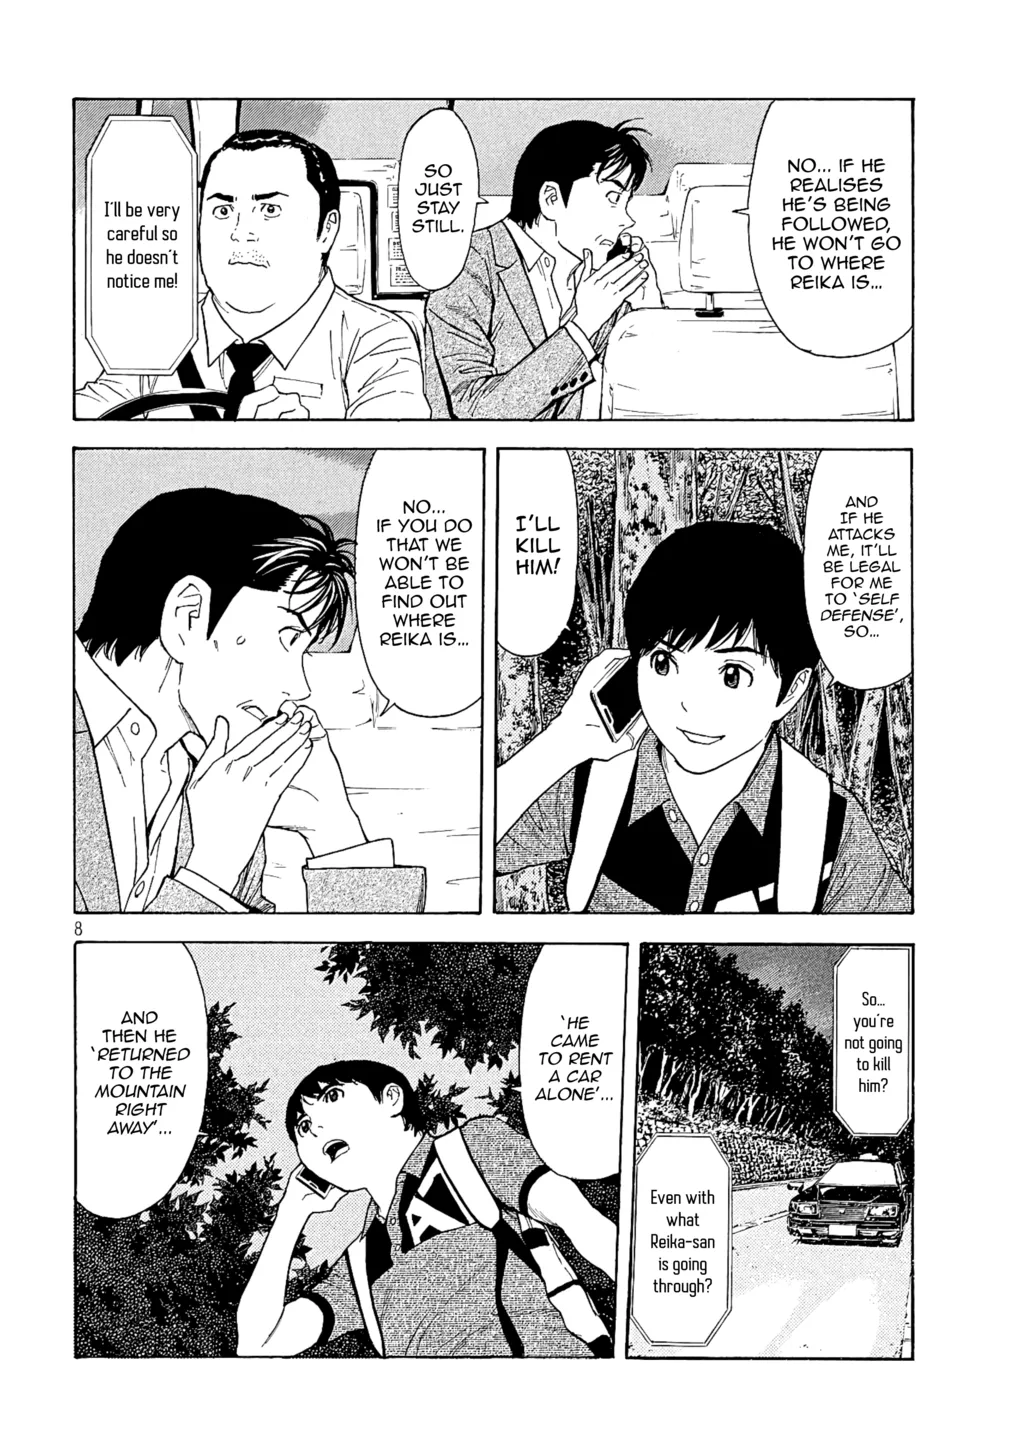 NO... IF HE
REALISES
HE'S BEING
FOLLOWED,
HE WON'T GO
TO WHERE
REIKA IS...
SO
JUST
STAY
STILL.
I'll be very
careful so
he doesn't
notice me!
AND
IF HE
ATTACKS
ME, IT'LL
BE LEGAL
FOR ME
TO 'SELF
DEFENSE',
SO...
I'LL
KILL
HIM!
NO...
IF YOU DO
THAT WE
WON'T BE
ABLE TO
FIND OUT
WHERE
REIKA IS...
8
So...
you're
not going
to kill
him?
Even with
what
Reika-san
is going
through?
'HE
CAME
TO RENT
A CAR
ALONE'...
AND
THEN HE
'RETURNED
TO THE
MOUNTAIN
RIGHT
AWAY'...